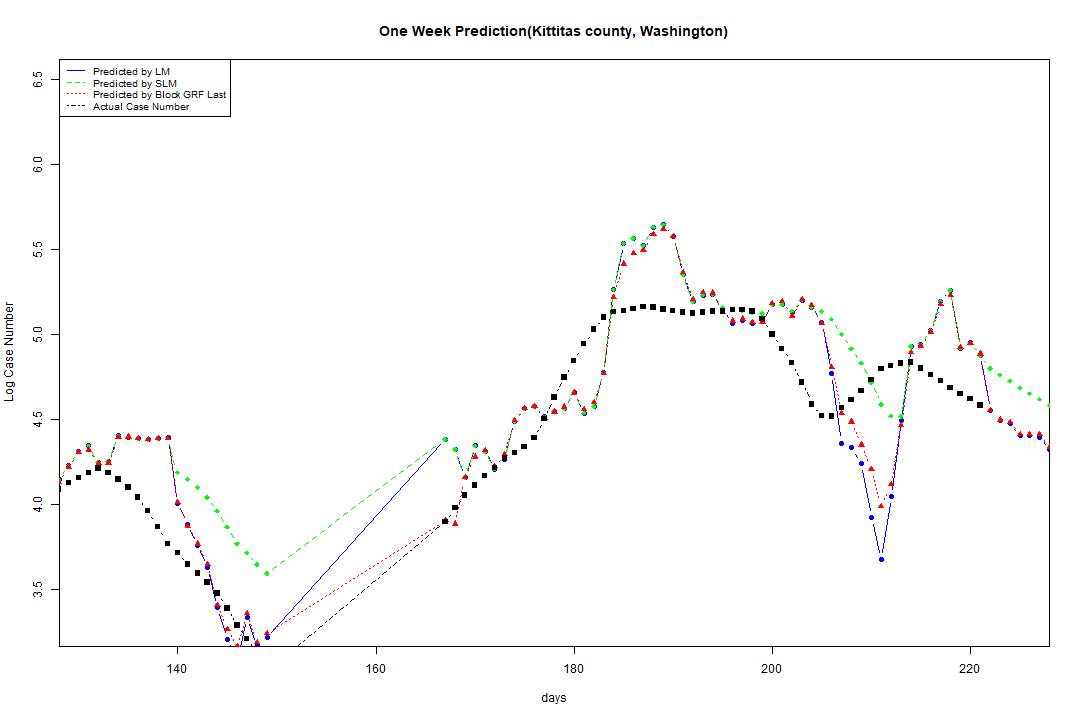 One Week Prediction(Kittitas county, Washington)
Predicted by LM
Predicted by SLM
Predicted by Block GRF Last
Actual Case Number
6.5
6.0
5.5
5.0
4.5
4.0
3.5
Log Case Number
140 160 180 200 220
days